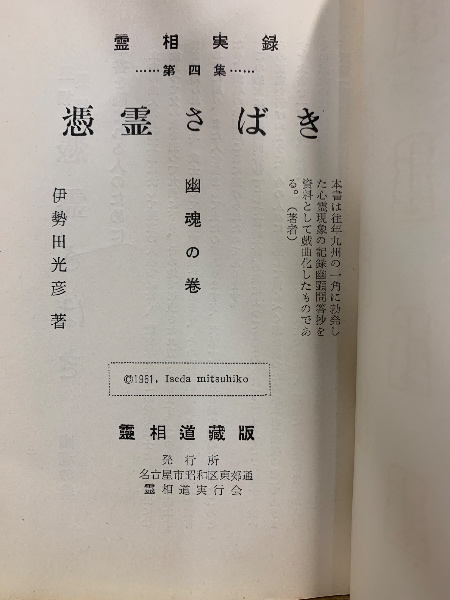 霊相実録
……第四集……
憑霊さばき
本書は往年九州の一角に勃発し
た心霊現象の記録幽顕問答抄を
資料として戯曲化したものであ
る。（著者）
幽魂の巻
伊勢田光彦著
©1961, Iseda mitsuhiko
靈相道藏版
発行所
名古屋市昭和区東郊通
霊相道実行会